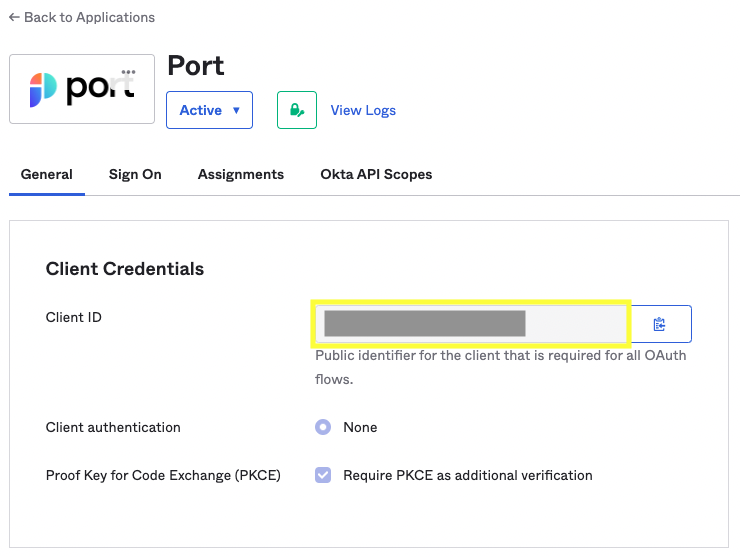 ← Back to Applications
port
Port
Active ▼
View Logs
General Sign On Assignments Okta API Scopes
Client Credentials
Client ID
Public identifier for the client that is required for all OAuth
flows.
Client authentication None
Proof Key for Code Exchange (PKCE) Require PKCE as additional verification